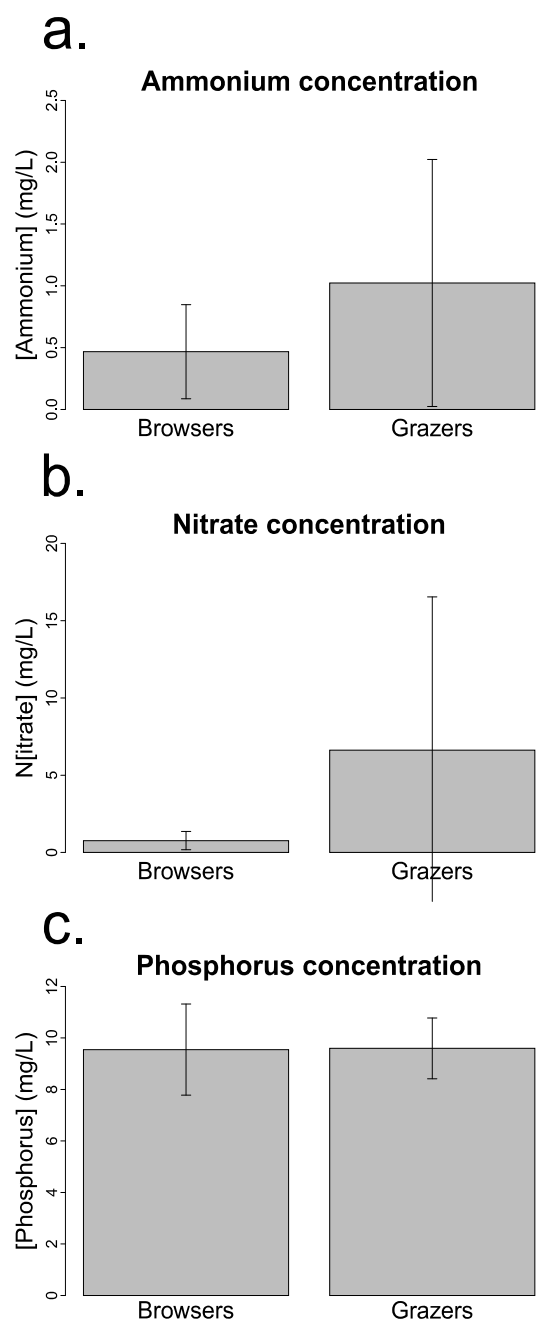 a.
Ammonium concentration
[Ammonium] (mg/L)
2.5
2.0
1.5
1.0
0.5
0.0
Browsers Grazers
b.
Nitrate concentration
N[itrate] (mg/L)
20
15
10
5
0
Browsers Grazers
c.
Phosphorus concentration
[Phosphorus] (mg/L)
12
10
8
6
4
2
0
Browsers Grazers